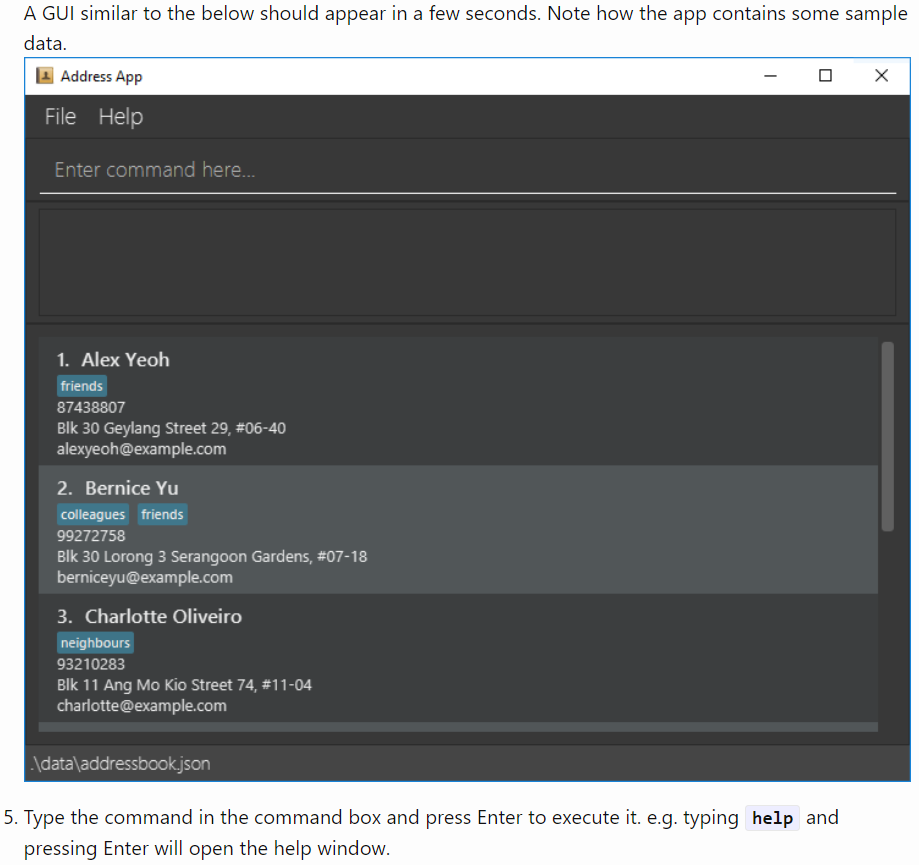 A GUI similar to the below should appear in a few seconds. Note how the app contains some sample
data.
Address App
File Help
Enter command here...
1. Alex Yeoh
friends
87438807
Blk 30 Geylang Street 29, #06-40
alexyeoh@example.com
2. Bernice Yu
colleagues friends
99272758
Blk 30 Lorong 3 Serangoon Gardens, #07-18
berniceyu@example.com
3. Charlotte Oliveiro
neighbours
93210283
Blk 11 Ang Mo Kio Street 74, #11-04
charlotte@example.com
.\data\addressbook.json
5. Type the command in the command box and press Enter to execute it. e.g. typing help and
pressing Enter will open the help window.